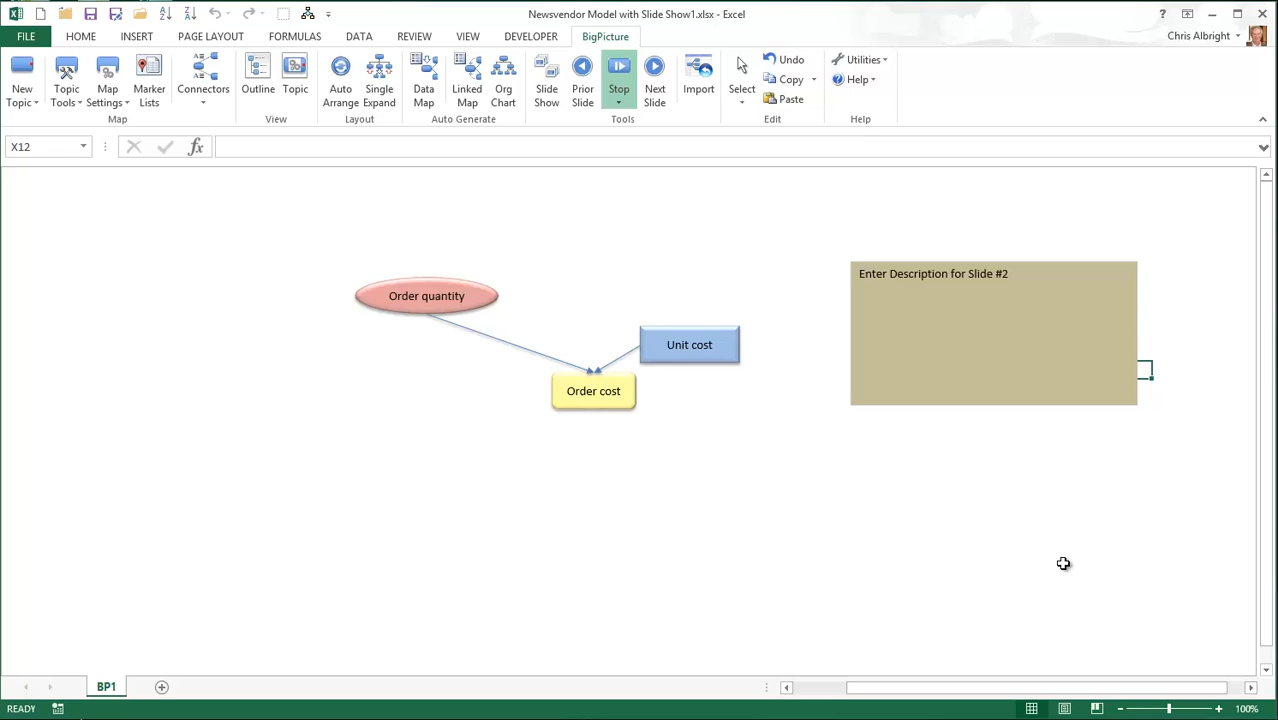 Newsvendor Model with Slide Show1.xlsx - Excel
FILE HOME INSERT PAGE LAYOUT FORMULAS DATA REVIEW VIEW DEVELOPER BigPicture Chris Albright
New Topic Topic Tools Map Settings Marker Lists Connectors Outline Topic Auto Arrange Single Expand Data Map Linked Map Org Chart Slide Show Prior Slide Stop Next Slide Import Select Undo Copy Paste Utilities Help
Map View Layout Auto Generate Tools Edit Help
X12 fx
Enter Description for Slide #2
Order quantity
Unit cost
Order cost
BP1
READY 100%